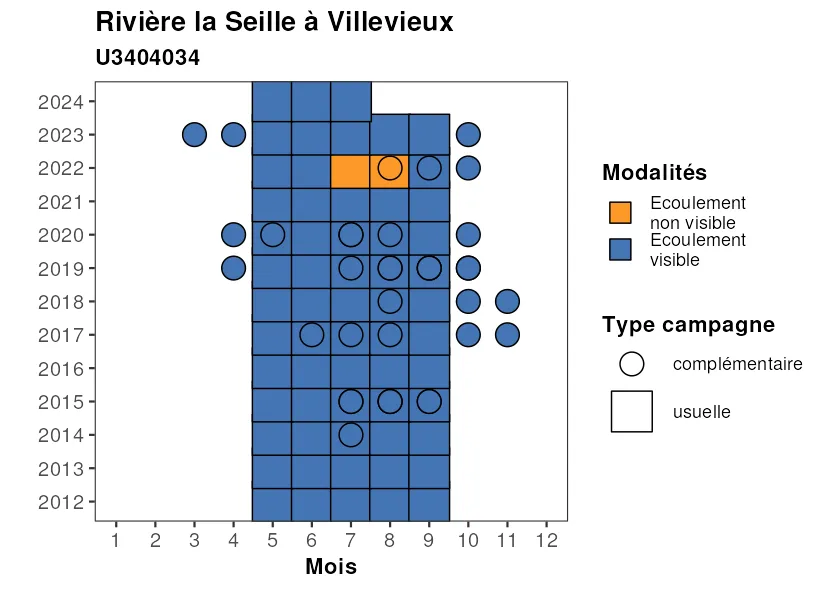 Rivière la Seille à Villevieux
U3404034
2024
2023
2022
2021
2020
2019
2018
2017
2016
2015
2014
2013
2012
1 2 3 4 5 6 7 8 9 10 11 12
Mois
Modalités
Ecoulement
non visible
Ecoulement
visible
Type campagne
complémentaire
usuelle